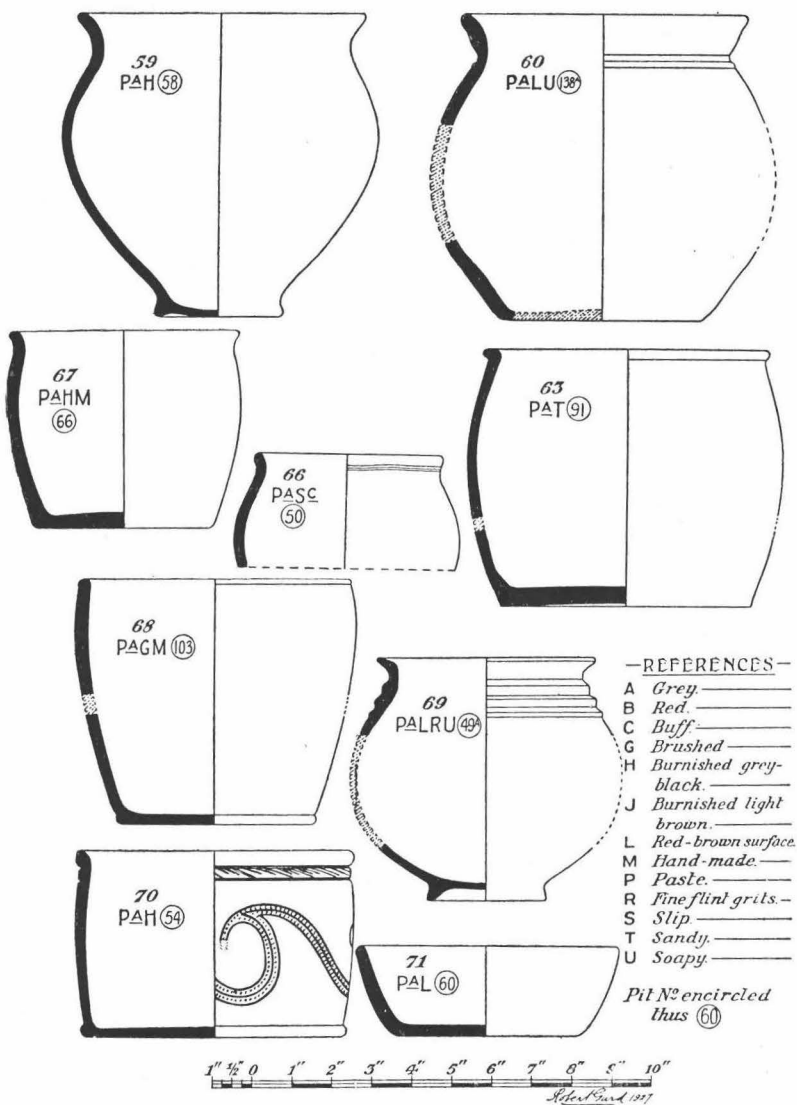 59
PAH 58
60
PALU 138A
67
PAHM
66
63
PAT 91
66
PASC
50
68
PAGM 103
69
PALRU 49A
70
PAH 54
71
PAL 60
—REFERENCES—
A Grey.
B Red.
C Buff.
G Brushed
H Burnished grey-
black.
J Burnished light
brown.
L Red-brown surface.
M Hand-made.
P Paste.
R Fine flint grits.
S Slip.
T Sandy.
U Soapy.
Pit No encircled
thus 60
1" ½" 0 1" 2" 3" 4" 5" 6" 7" 8" 9" 10"
Robert Gurd 1927